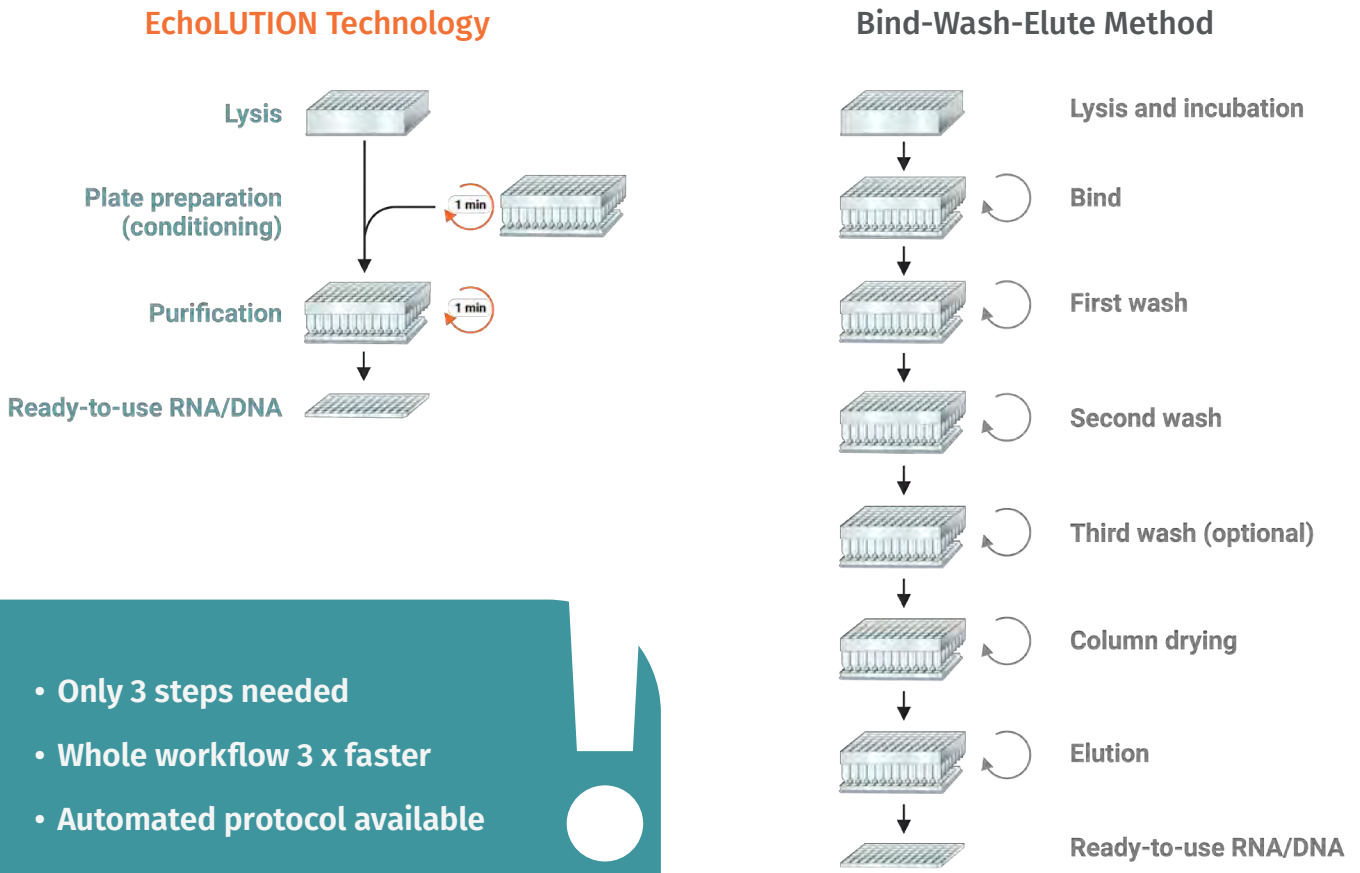 EchoLUTION Technology
Lysis
Plate preparation
(conditioning)
1 min
Purification
1 min
Ready-to-use RNA/DNA
• Only 3 steps needed
• Whole workflow 3 x faster
• Automated protocol available
Bind-Wash-Elute Method
Lysis and incubation
Bind
First wash
Second wash
Third wash (optional)
Column drying
Elution
Ready-to-use RNA/DNA